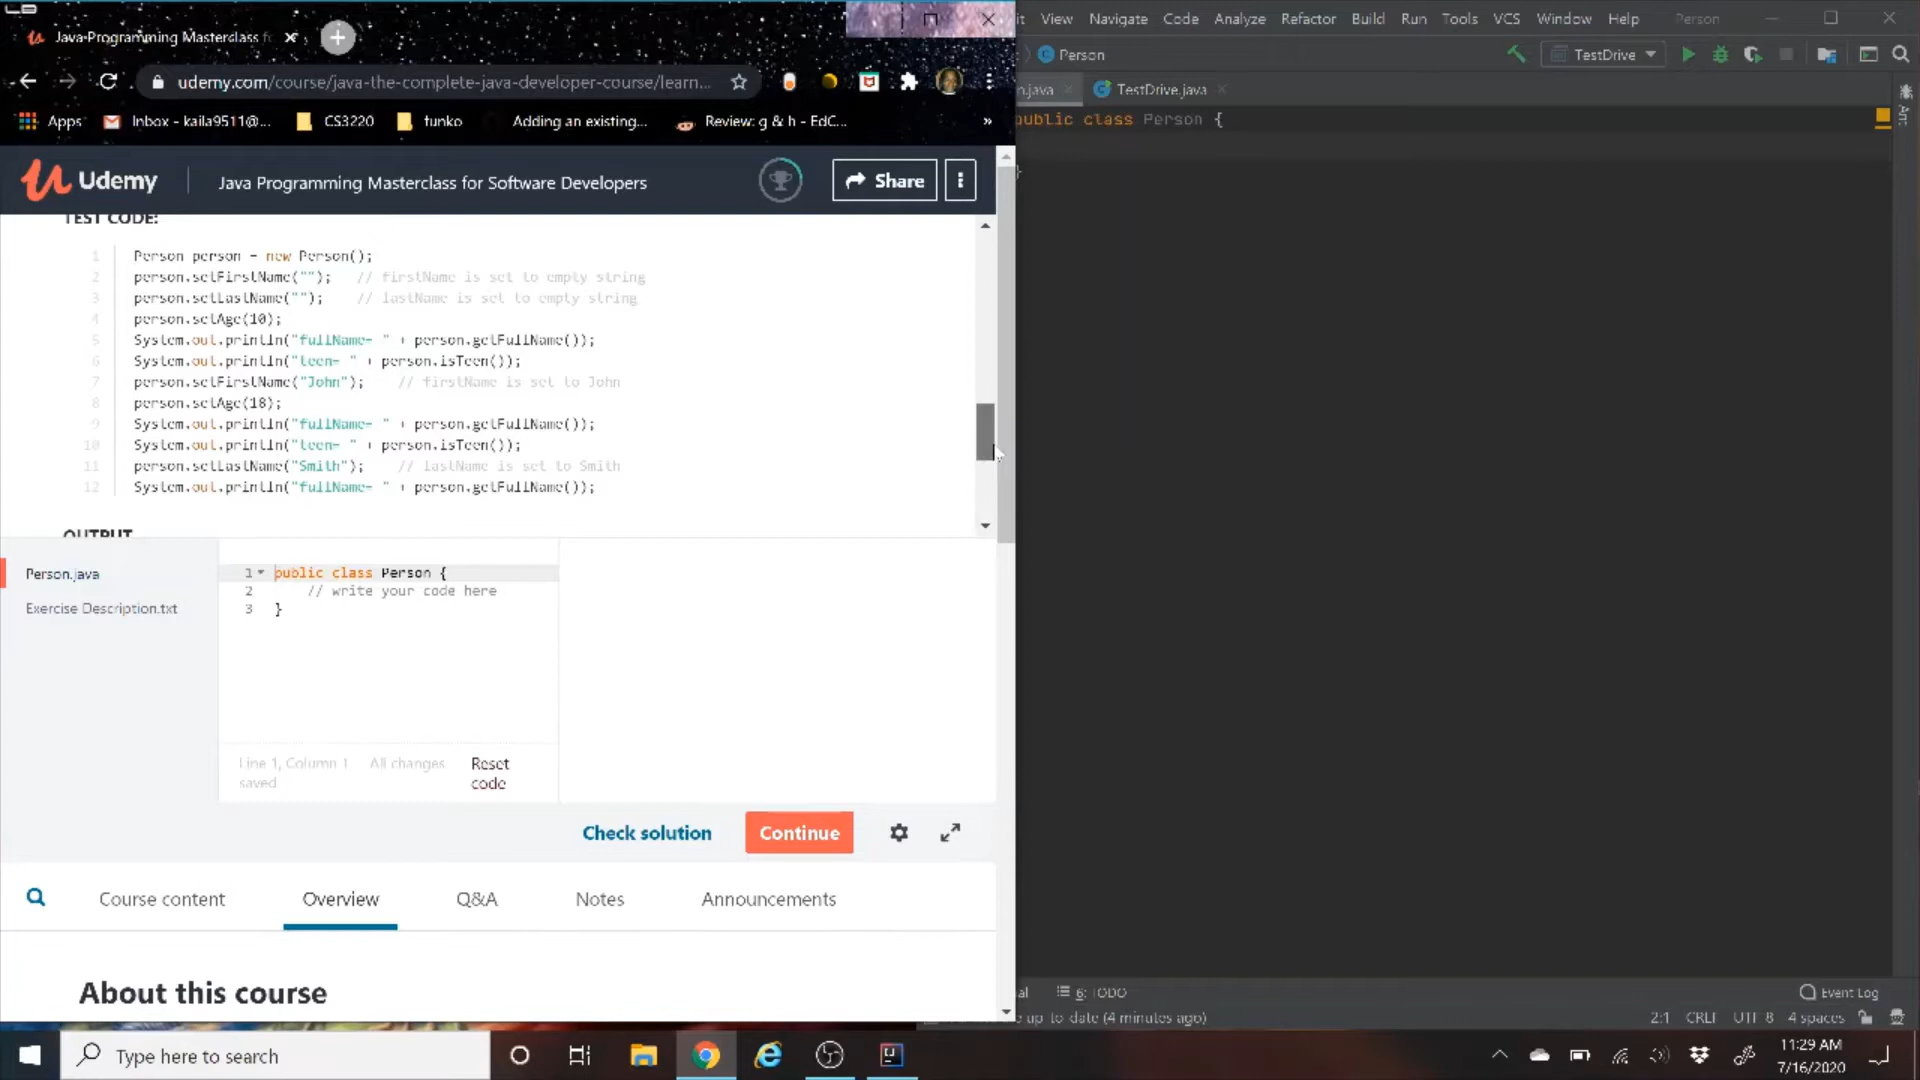 Java-Programming Masterclass fo
udemy.com/course/java-the-complete-java-developer-course/learn...
Apps
Inbox - kaila9511@...
CS3220
funko
Adding an existing...
Review: g & h - EdC...
»
Udemy
Java Programming Masterclass for Software Developers
Share
TEST CODE:
1 Person person = new Person();
2 person.setFirstName(""); // firstName is set to empty string
3 person.setLastName(""); // lastName is set to empty string
4 person.setAge(10);
5 System.out.println("fullName= " + person.getFullName());
6 System.out.println("teen= " + person.isTeen());
7 person.setFirstName("John"); // firstName is set to John
8 person.setAge(18);
9 System.out.println("fullName= " + person.getFullName());
10 System.out.println("teen= " + person.isTeen());
11 person.setLastName("Smith"); // lastName is set to Smith
12 System.out.println("fullName= " + person.getFullName());
OUTPUT
Person.java
Exercise Description.txt
1 public class Person {
2 // write your code here
3 }
Line 1, Column 1
saved
All changes
Reset
code
Check solution
Continue
Course content
Overview
Q&A
Notes
Announcements
About this course
it View Navigate Code Analyze Refactor Build Run Tools VCS Window Help Person
Person
TestDrive
n.java
TestDrive.java
public class Person {
}
Ant
al
6: TODO
Event Log
up-to-date (4 minutes ago)
2:1 CRLF UTF-8 4 spaces
Type here to search
11:29 AM
7/16/2020